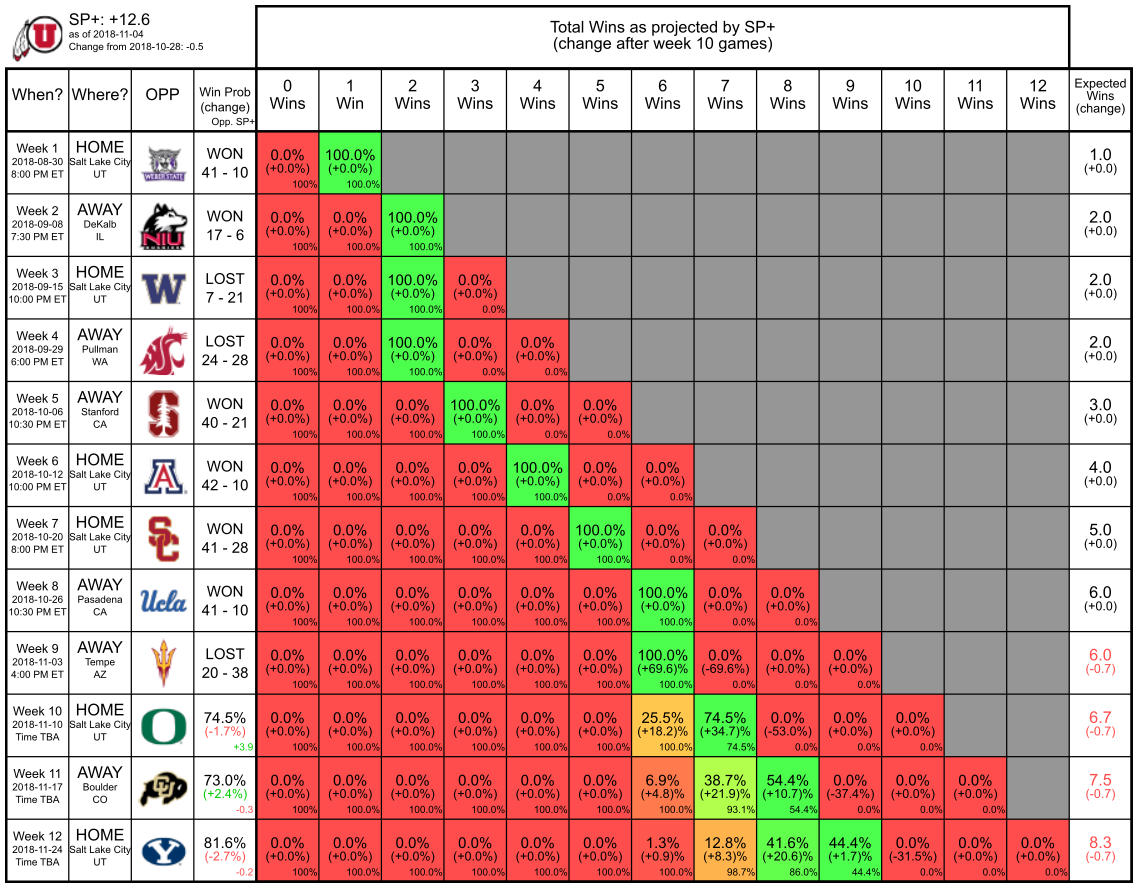 SP+: +12.6
as of 2018-11-04
Change from 2018-10-28: -0.5
Total Wins as projected by SP+
(change after week 10 games)
When? Where? OPP Win Prob (change) Opp. SP+ 0 Wins 1 Win 2 Wins 3 Wins 4 Wins 5 Wins 6 Wins 7 Wins 8 Wins 9 Wins 10 Wins 11 Wins 12 Wins Expected Wins (change)
Week 1 HOME WEBER STATE WON 0.0% 100.0% 1.0
2018-08-30 Salt Lake City 41 - 10 (+0.0%) (+0.0%) (+0.0)
8:00 PM ET UT 100% 100.0%
Week 2 AWAY NIU HUSKIES WON 0.0% 0.0% 100.0% 2.0
2018-09-08 DeKalb 17 - 6 (+0.0%) (+0.0%) (+0.0%) (+0.0)
7:30 PM ET IL 100% 100.0% 100.0%
Week 3 HOME W LOST 0.0% 0.0% 100.0% 0.0% 2.0
2018-09-15 Salt Lake City 7 - 21 (+0.0%) (+0.0%) (+0.0%) (+0.0%) (+0.0)
10:00 PM ET UT 100% 100.0% 100.0% 0.0%
Week 4 AWAY LOST 0.0% 0.0% 100.0% 0.0% 0.0% 2.0
2018-09-29 Pullman 24 - 28 (+0.0%) (+0.0%) (+0.0%) (+0.0%) (+0.0%) (+0.0)
6:00 PM ET WA 100% 100.0% 100.0% 0.0% 0.0%
Week 5 AWAY S WON 0.0% 0.0% 0.0% 100.0% 0.0% 0.0% 3.0
2018-10-06 Stanford 40 - 21 (+0.0%) (+0.0%) (+0.0%) (+0.0%) (+0.0%) (+0.0%) (+0.0)
10:30 PM ET CA 100% 100.0% 100.0% 100.0% 0.0% 0.0%
Week 6 HOME A WON 0.0% 0.0% 0.0% 0.0% 100.0% 0.0% 0.0% 4.0
2018-10-12 Salt Lake City 42 - 10 (+0.0%) (+0.0%) (+0.0%) (+0.0%) (+0.0%) (+0.0%) (+0.0%) (+0.0)
10:00 PM ET UT 100% 100.0% 100.0% 100.0% 100.0% 0.0% 0.0%
Week 7 HOME SC WON 0.0% 0.0% 0.0% 0.0% 0.0% 100.0% 0.0% 0.0% 5.0
2018-10-20 Salt Lake City 41 - 28 (+0.0%) (+0.0%) (+0.0%) (+0.0%) (+0.0%) (+0.0%) (+0.0%) (+0.0%) (+0.0)
8:00 PM ET UT 100% 100.0% 100.0% 100.0% 100.0% 100.0% 0.0% 0.0%
Week 8 AWAY Ucla WON 0.0% 0.0% 0.0% 0.0% 0.0% 0.0% 100.0% 0.0% 0.0% 6.0
2018-10-26 Pasadena 41 - 10 (+0.0%) (+0.0%) (+0.0%) (+0.0%) (+0.0%) (+0.0%) (+0.0%) (+0.0%) (+0.0%) (+0.0)
10:30 PM ET CA 100% 100.0% 100.0% 100.0% 100.0% 100.0% 100.0% 0.0% 0.0%
Week 9 AWAY LOST 0.0% 0.0% 0.0% 0.0% 0.0% 0.0% 100.0% 0.0% 0.0% 0.0% 6.0
2018-11-03 Tempe 20 - 38 (+0.0%) (+0.0%) (+0.0%) (+0.0%) (+0.0%) (+0.0%) (+69.6)% (-69.6%) (+0.0%) (+0.0%) (-0.7)
4:00 PM ET AZ 100% 100.0% 100.0% 100.0% 100.0% 100.0% 100.0% 0.0% 0.0% 0.0%
Week 10 HOME O 74.5% 0.0% 0.0% 0.0% 0.0% 0.0% 0.0% 25.5% 74.5% 0.0% 0.0% 0.0% 6.7
2018-11-10 Salt Lake City (-1.7%) (+0.0%) (+0.0%) (+0.0%) (+0.0%) (+0.0%) (+0.0%) (+18.2)% (+34.7)% (-53.0%) (+0.0%) (+0.0%) (-0.7)
Time TBA UT +3.9 100% 100% 100% 100% 100% 100.0% 100.0% 74.5% 0.0% 0.0% 0.0%
Week 11 AWAY CU 73.0% 0.0% 0.0% 0.0% 0.0% 0.0% 0.0% 6.9% 38.7% 54.4% 0.0% 0.0% 0.0% 7.5
2018-11-17 Boulder (+2.4%) (+0.0%) (+0.0%) (+0.0%) (+0.0%) (+0.0%) (+0.0%) (+4.8)% (+21.9)% (+10.7)% (-37.4%) (+0.0%) (+0.0%) (-0.7)
Time TBA CO -0.3 100% 100% 100% 100% 100% 100% 100.0% 93.1% 54.4% 0.0% 0.0% 0.0%
Week 12 HOME Y 81.6% 0.0% 0.0% 0.0% 0.0% 0.0% 0.0% 1.3% 12.8% 41.6% 44.4% 0.0% 0.0% 0.0% 8.3
2018-11-24 Salt Lake City (-2.7%) (+0.0%) (+0.0%) (+0.0%) (+0.0%) (+0.0%) (+0.0%) (+0.9)% (+8.3)% (+20.6)% (+1.7)% (-31.5%) (+0.0%) (+0.0%) (-0.7)
Time TBA UT -0.2 100% 100% 100% 100% 100% 100% 100.0% 98.7% 86.0% 44.4% 0.0% 0.0% 0.0%